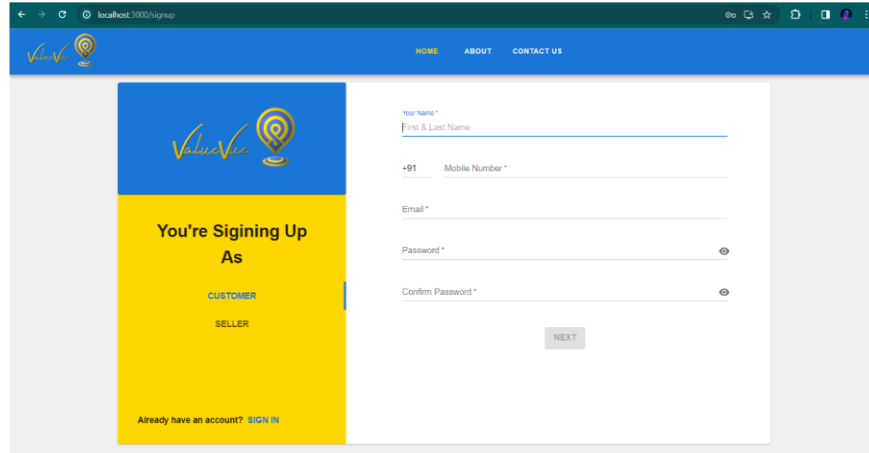 localhost:3000/signup
ValueVue
HOME ABOUT CONTACT US
ValueVue
You're Sigining Up
As
CUSTOMER
SELLER
Already have an account? SIGN IN
Your Name *
First & Last Name
+91 Mobile Number *
Email *
Password *
Confirm Password *
NEXT